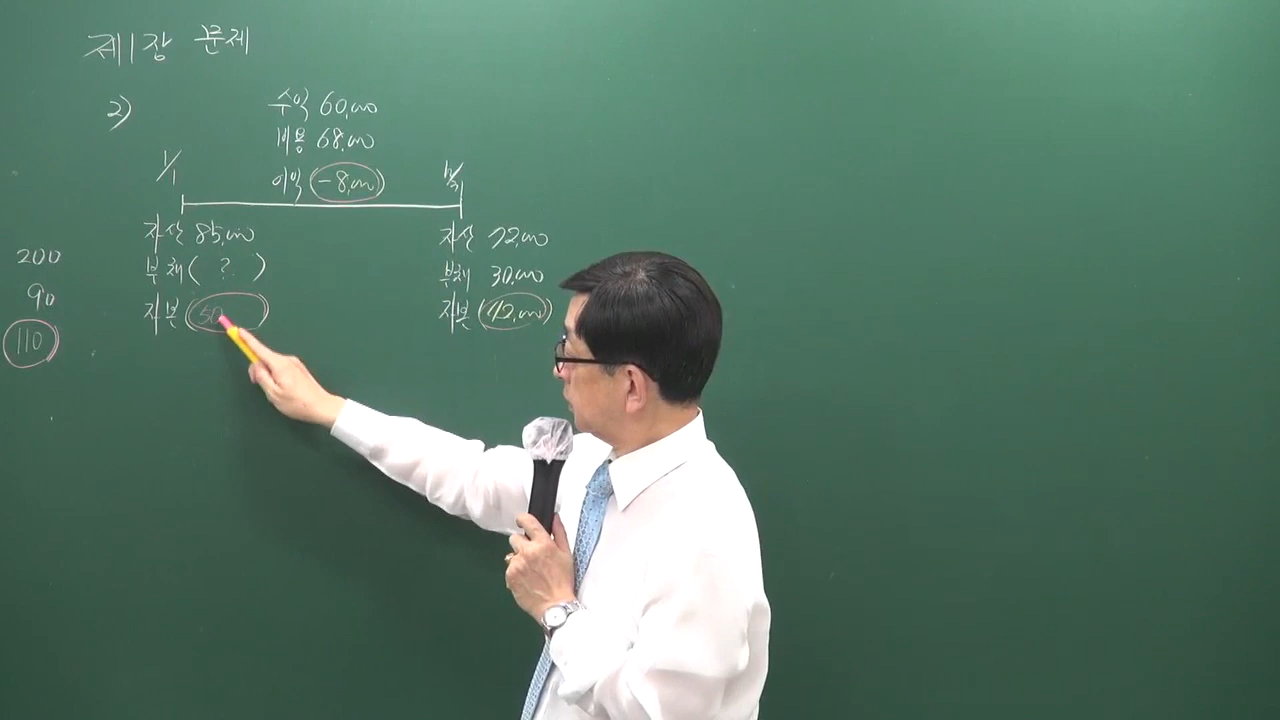 제1장 문제
2)
수익 60,000
비용 68,000
이익 (-8,000)
1/1
12/31
자산 85,000
부채 ( ? )
자본 (50
자산 72,000
부채 30,000
자본 (42,000)
200
90
110